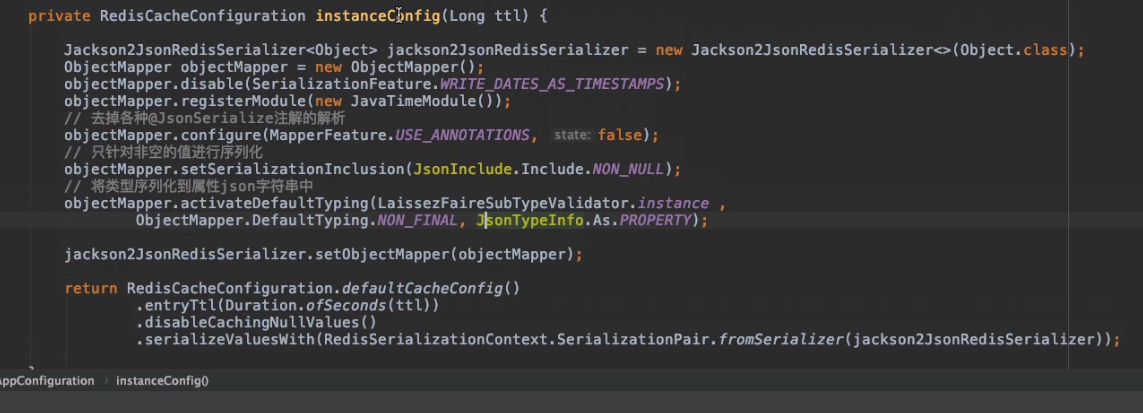 private RedisCacheConfiguration instanceConfig(Long ttl) {
Jackson2JsonRedisSerializer<Object> jackson2JsonRedisSerializer = new Jackson2JsonRedisSerializer<>(Object.class);
ObjectMapper objectMapper = new ObjectMapper();
objectMapper.disable(SerializationFeature.WRITE_DATES_AS_TIMESTAMPS);
objectMapper.registerModule(new JavaTimeModule());
// 去掉各种@JsonSerialize注解的解析
objectMapper.configure(MapperFeature.USE_ANNOTATIONS, state: false);
// 只针对非空的值进行序列化
objectMapper.setSerializationInclusion(JsonInclude.Include.NON_NULL);
// 将类型序列化到属性json字符串中
objectMapper.activateDefaultTyping(LaissezFaireSubTypeValidator.instance ,
ObjectMapper.DefaultTyping.NON_FINAL, JsonTypeInfo.As.PROPERTY);
jackson2JsonRedisSerializer.setObjectMapper(objectMapper);
return RedisCacheConfiguration.defaultCacheConfig()
.entryTtl(Duration.ofSeconds(ttl))
.disableCachingNullValues()
.serializeValuesWith(RedisSerializationContext.SerializationPair.fromSerializer(jackson2JsonRedisSerializer));
AppConfiguration › instanceConfig()